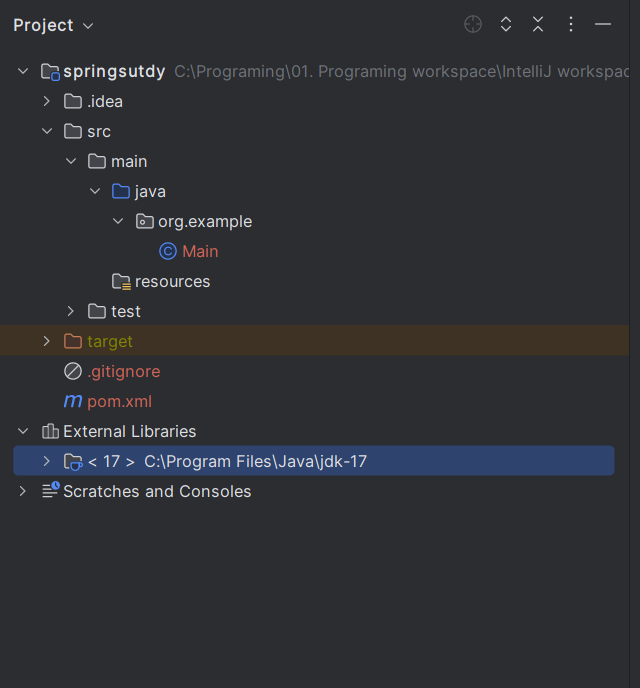 Project
springsutdy C:\Programing\01. Programing workspace\IntelliJ workspac
.idea
src
main
java
org.example
C Main
resources
test
target
.gitignore
m pom.xml
External Libraries
< 17 > C:\Program Files\Java\jdk-17
Scratches and Consoles